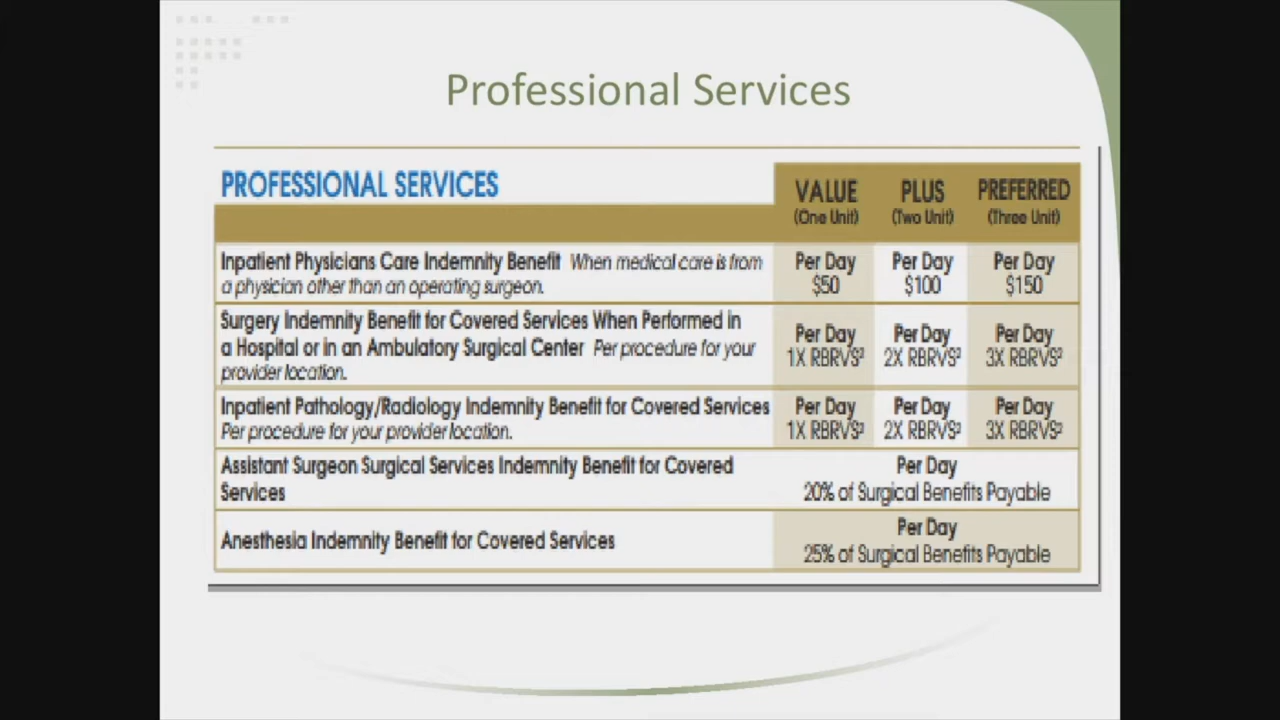 Professional Services
PROFESSIONAL SERVICES
VALUE
(One Unit)
PLUS
(Two Unit)
PREFERRED
(Three Unit)
Inpatient Physicians Care Indemnity Benefit When medical care is from
a physician other than an operating surgeon.
Per Day
$50
Per Day
$100
Per Day
$150
Surgery Indemnity Benefit for Covered Services When Performed in
a Hospital or in an Ambulatory Surgical Center Per procedure for your
provider location.
Per Day
1X RBRVS²
Per Day
2X RBRVS²
Per Day
3X RBRVS²
Inpatient Pathology/Radiology Indemnity Benefit for Covered Services
Per procedure for your provider location.
Per Day
1X RBRVS²
Per Day
2X RBRVS²
Per Day
3X RBRVS²
Assistant Surgeon Surgical Services Indemnity Benefit for Covered
Services
Per Day
20% of Surgical Benefits Payable
Anesthesia Indemnity Benefit for Covered Services
Per Day
25% of Surgical Benefits Payable